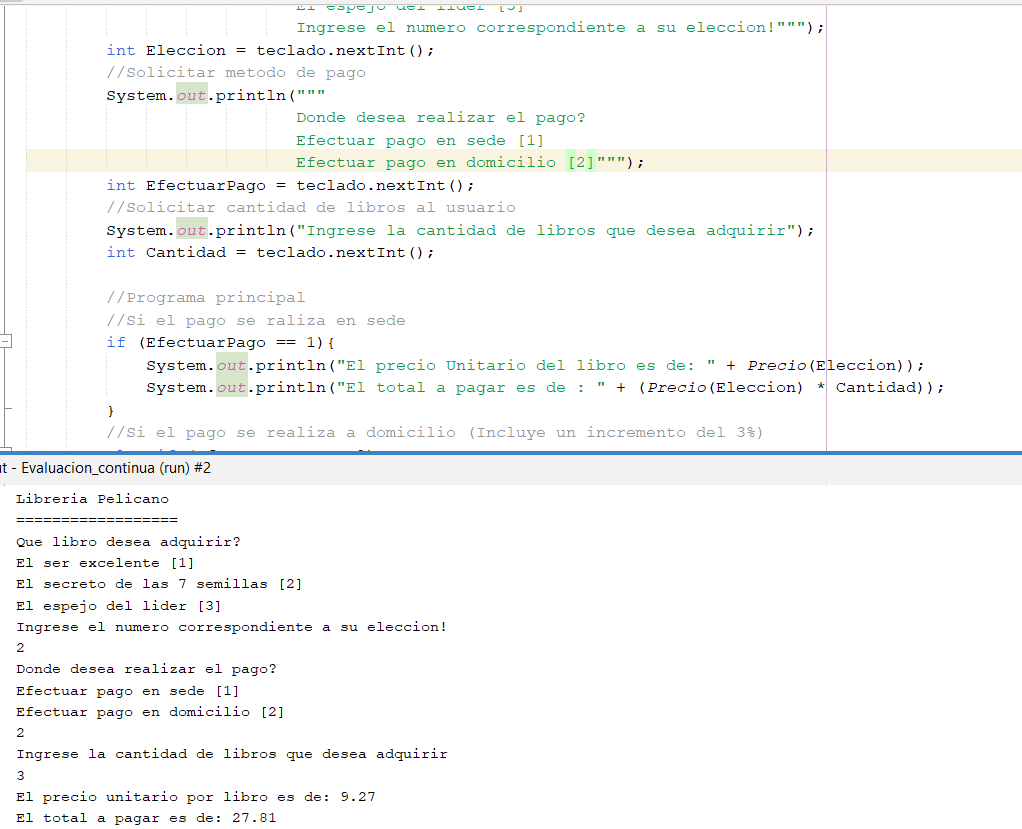 El espejo del lider [3]
Ingrese el numero correspondiente a su eleccion!""");
int Eleccion = teclado.nextInt();
//Solicitar metodo de pago
System.out.println("""
Donde desea realizar el pago?
Efectuar pago en sede [1]
Efectuar pago en domicilio [2]""");
int EfectuarPago = teclado.nextInt();
//Solicitar cantidad de libros al usuario
System.out.println("Ingrese la cantidad de libros que desea adquirir");
int Cantidad = teclado.nextInt();
//Programa principal
//Si el pago se raliza en sede
if (EfectuarPago == 1){
System.out.println("El precio Unitario del libro es de: " + Precio(Eleccion));
System.out.println("El total a pagar es de : " + (Precio(Eleccion) * Cantidad));
}
//Si el pago se realiza a domicilio (Incluye un incremento del 3%)
- Evaluacion_continua (run) #2
Libreria Pelicano
==================
Que libro desea adquirir?
El ser excelente [1]
El secreto de las 7 semillas [2]
El espejo del lider [3]
Ingrese el numero correspondiente a su eleccion!
2
Donde desea realizar el pago?
Efectuar pago en sede [1]
Efectuar pago en domicilio [2]
2
Ingrese la cantidad de libros que desea adquirir
3
El precio unitario por libro es de: 9.27
El total a pagar es de: 27.81